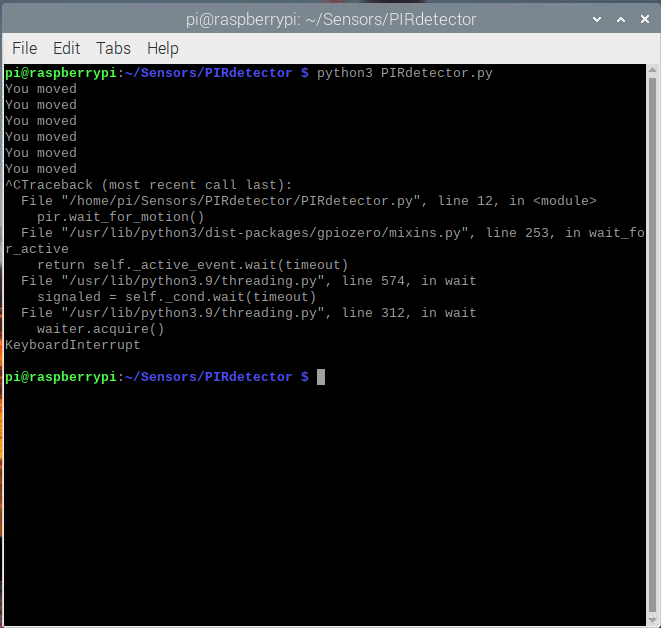 pi@raspberrypi: ~/Sensors/PIRdetector
File Edit Tabs Help
pi@raspberrypi:~/Sensors/PIRdetector $ python3 PIRdetector.py
You moved
You moved
You moved
You moved
You moved
You moved
^CTraceback (most recent call last):
  File "/home/pi/Sensors/PIRdetector/PIRdetector.py", line 12, in <module>
    pir.wait_for_motion()
  File "/usr/lib/python3/dist-packages/gpiozero/mixins.py", line 253, in wait_fo
r_active
    return self._active_event.wait(timeout)
  File "/usr/lib/python3.9/threading.py", line 574, in wait
    signaled = self._cond.wait(timeout)
  File "/usr/lib/python3.9/threading.py", line 312, in wait
    waiter.acquire()
KeyboardInterrupt
pi@raspberrypi:~/Sensors/PIRdetector $